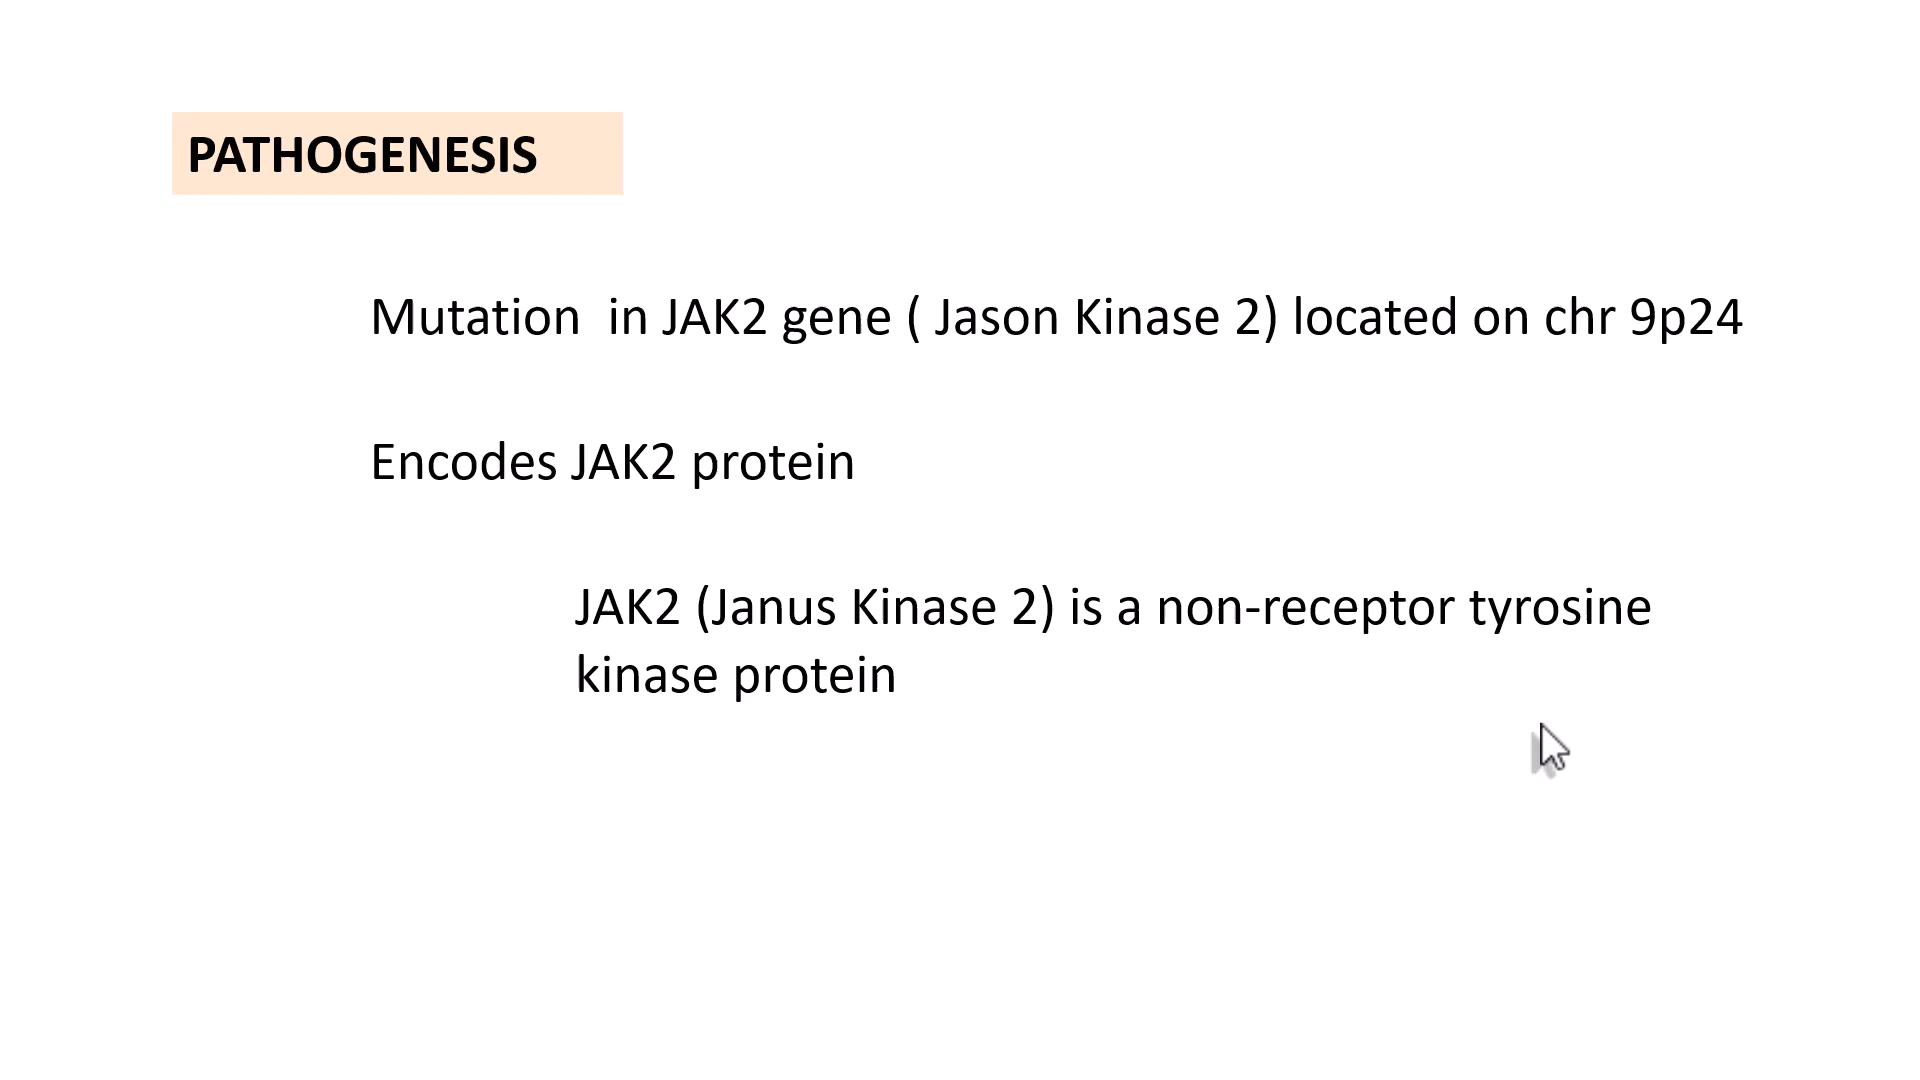 PATHOGENESIS
Mutation  in JAK2 gene ( Jason Kinase 2) located on chr 9p24
Encodes JAK2 protein
JAK2 (Janus Kinase 2) is a non-receptor tyrosine
kinase protein